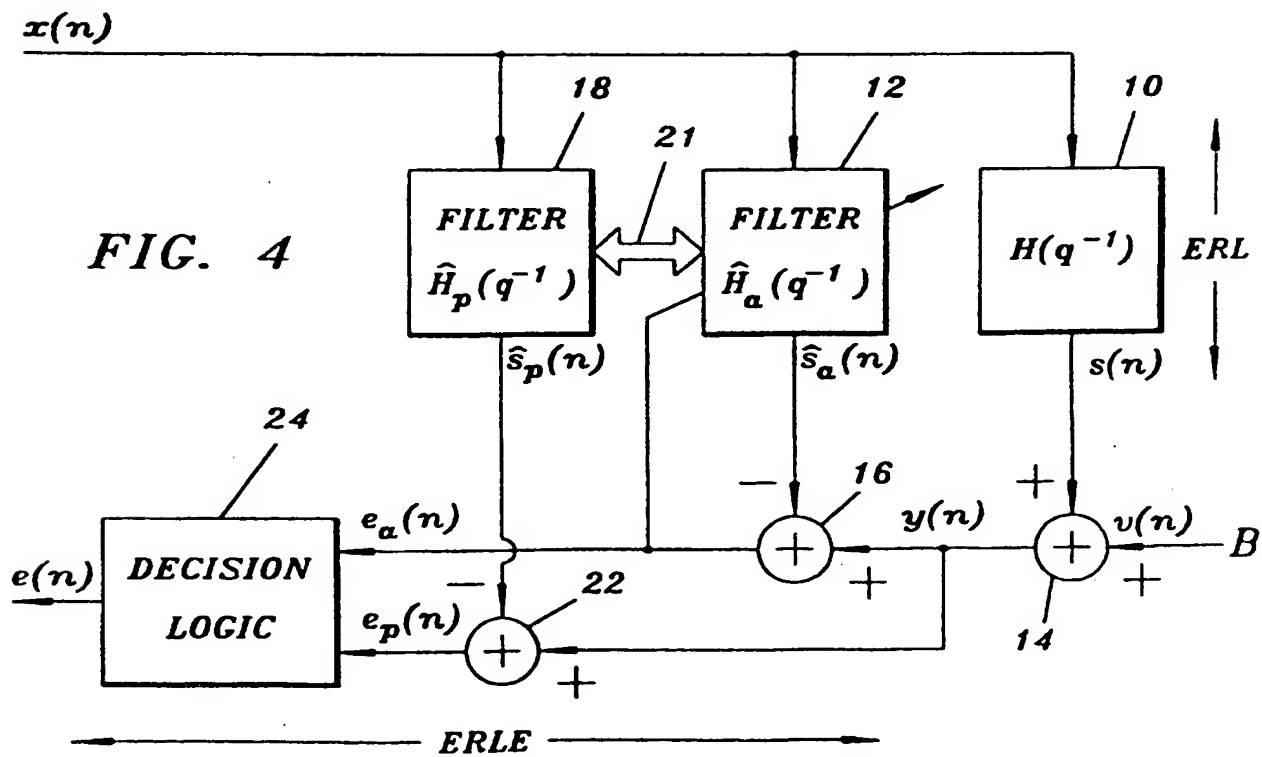 x(n)
18
12
10
21
FILTER
Ĥp(q⁻¹)
FILTER
Ĥa(q⁻¹)
H(q⁻¹)
ERL
FIG. 4
ŝp(n)
ŝa(n)
s(n)
24
16
−
+
ea(n)
y(n)
v(n)
B
+
+
+
+
e(n)
DECISION
LOGIC
−
22
14
ep(n)
+
+
ERLE